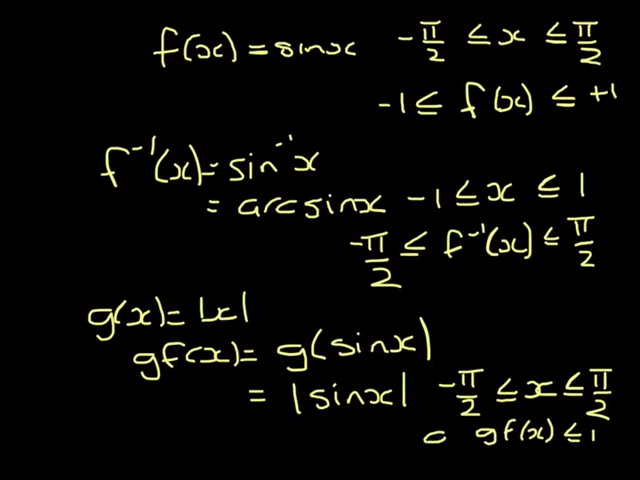 f(x) = sinx   -π/2 ≤ x ≤ π/2
-1 ≤ f(x) ≤ +1
f⁻¹(x) = sin⁻¹x
= arcsinx   -1 ≤ x ≤ 1
-π/2 ≤ f⁻¹(x) ≤ π/2
g(x) = |x|
gf(x) = g(sinx)
= |sinx|   -π/2 ≤ x ≤ π/2
0   gf(x) ≤ 1